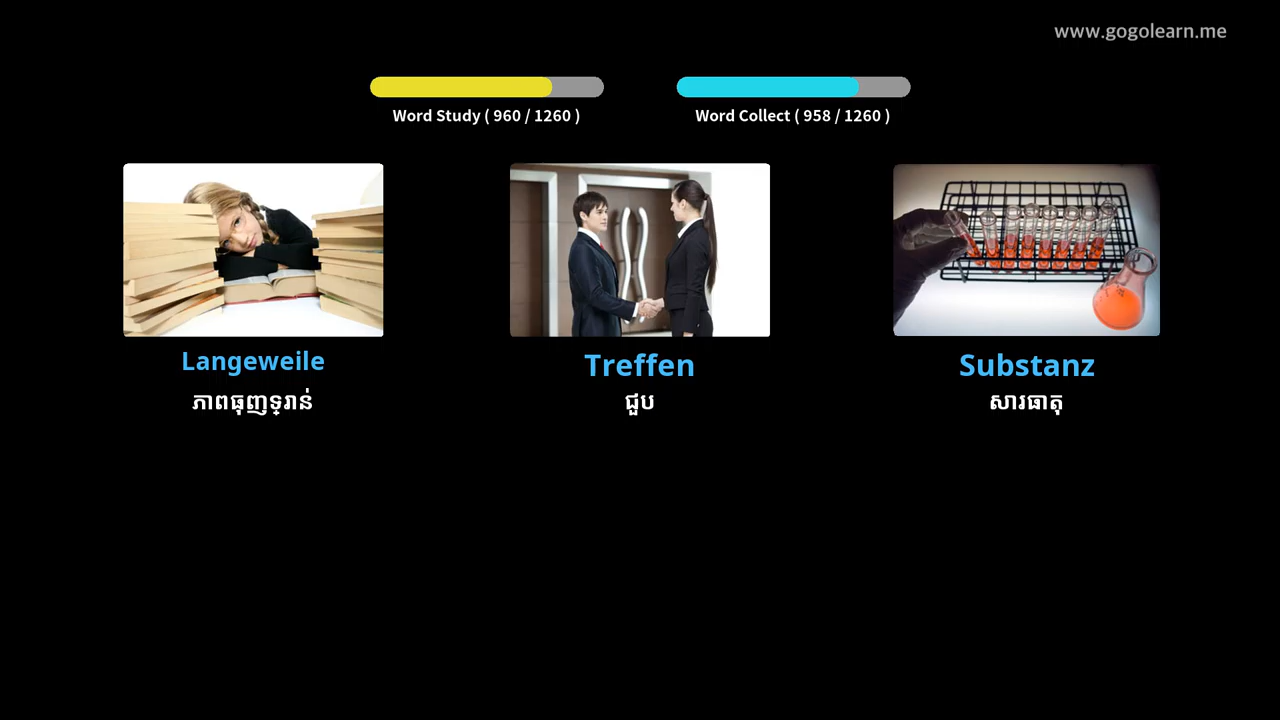 www.gogolearn.me
Word Study ( 960 / 1260 )
Word Collect ( 958 / 1260 )
Langeweile
Treffen
Substanz
ភាពធុញទ្រាន់
ជួប
សារធាតុ